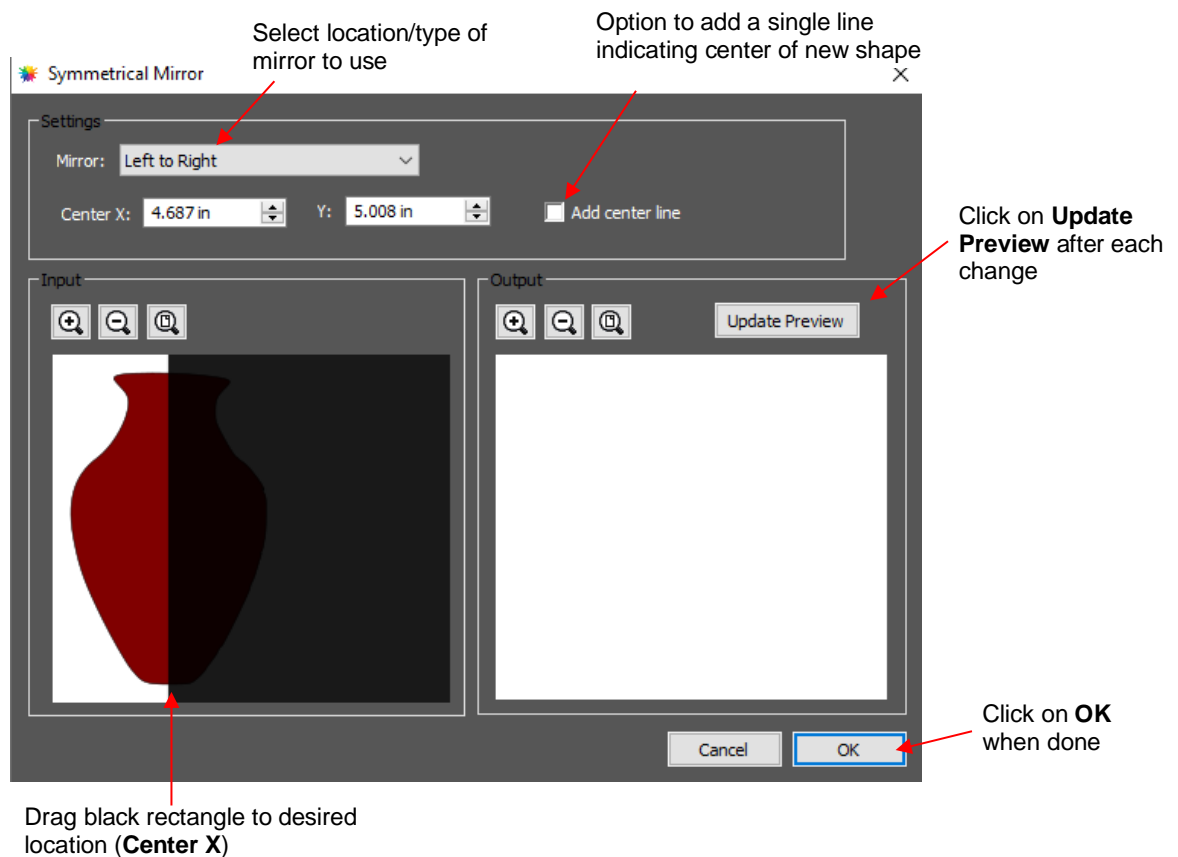 Select location/type of
mirror to use
Option to add a single line
indicating center of new shape
Symmetrical Mirror
Settings
Mirror: Left to Right
Center X: 4.687 in Y: 5.008 in Add center line
Click on Update
Preview after each
change
Input
Output
Update Preview
Click on OK
when done
Cancel OK
Drag black rectangle to desired
location (Center X)